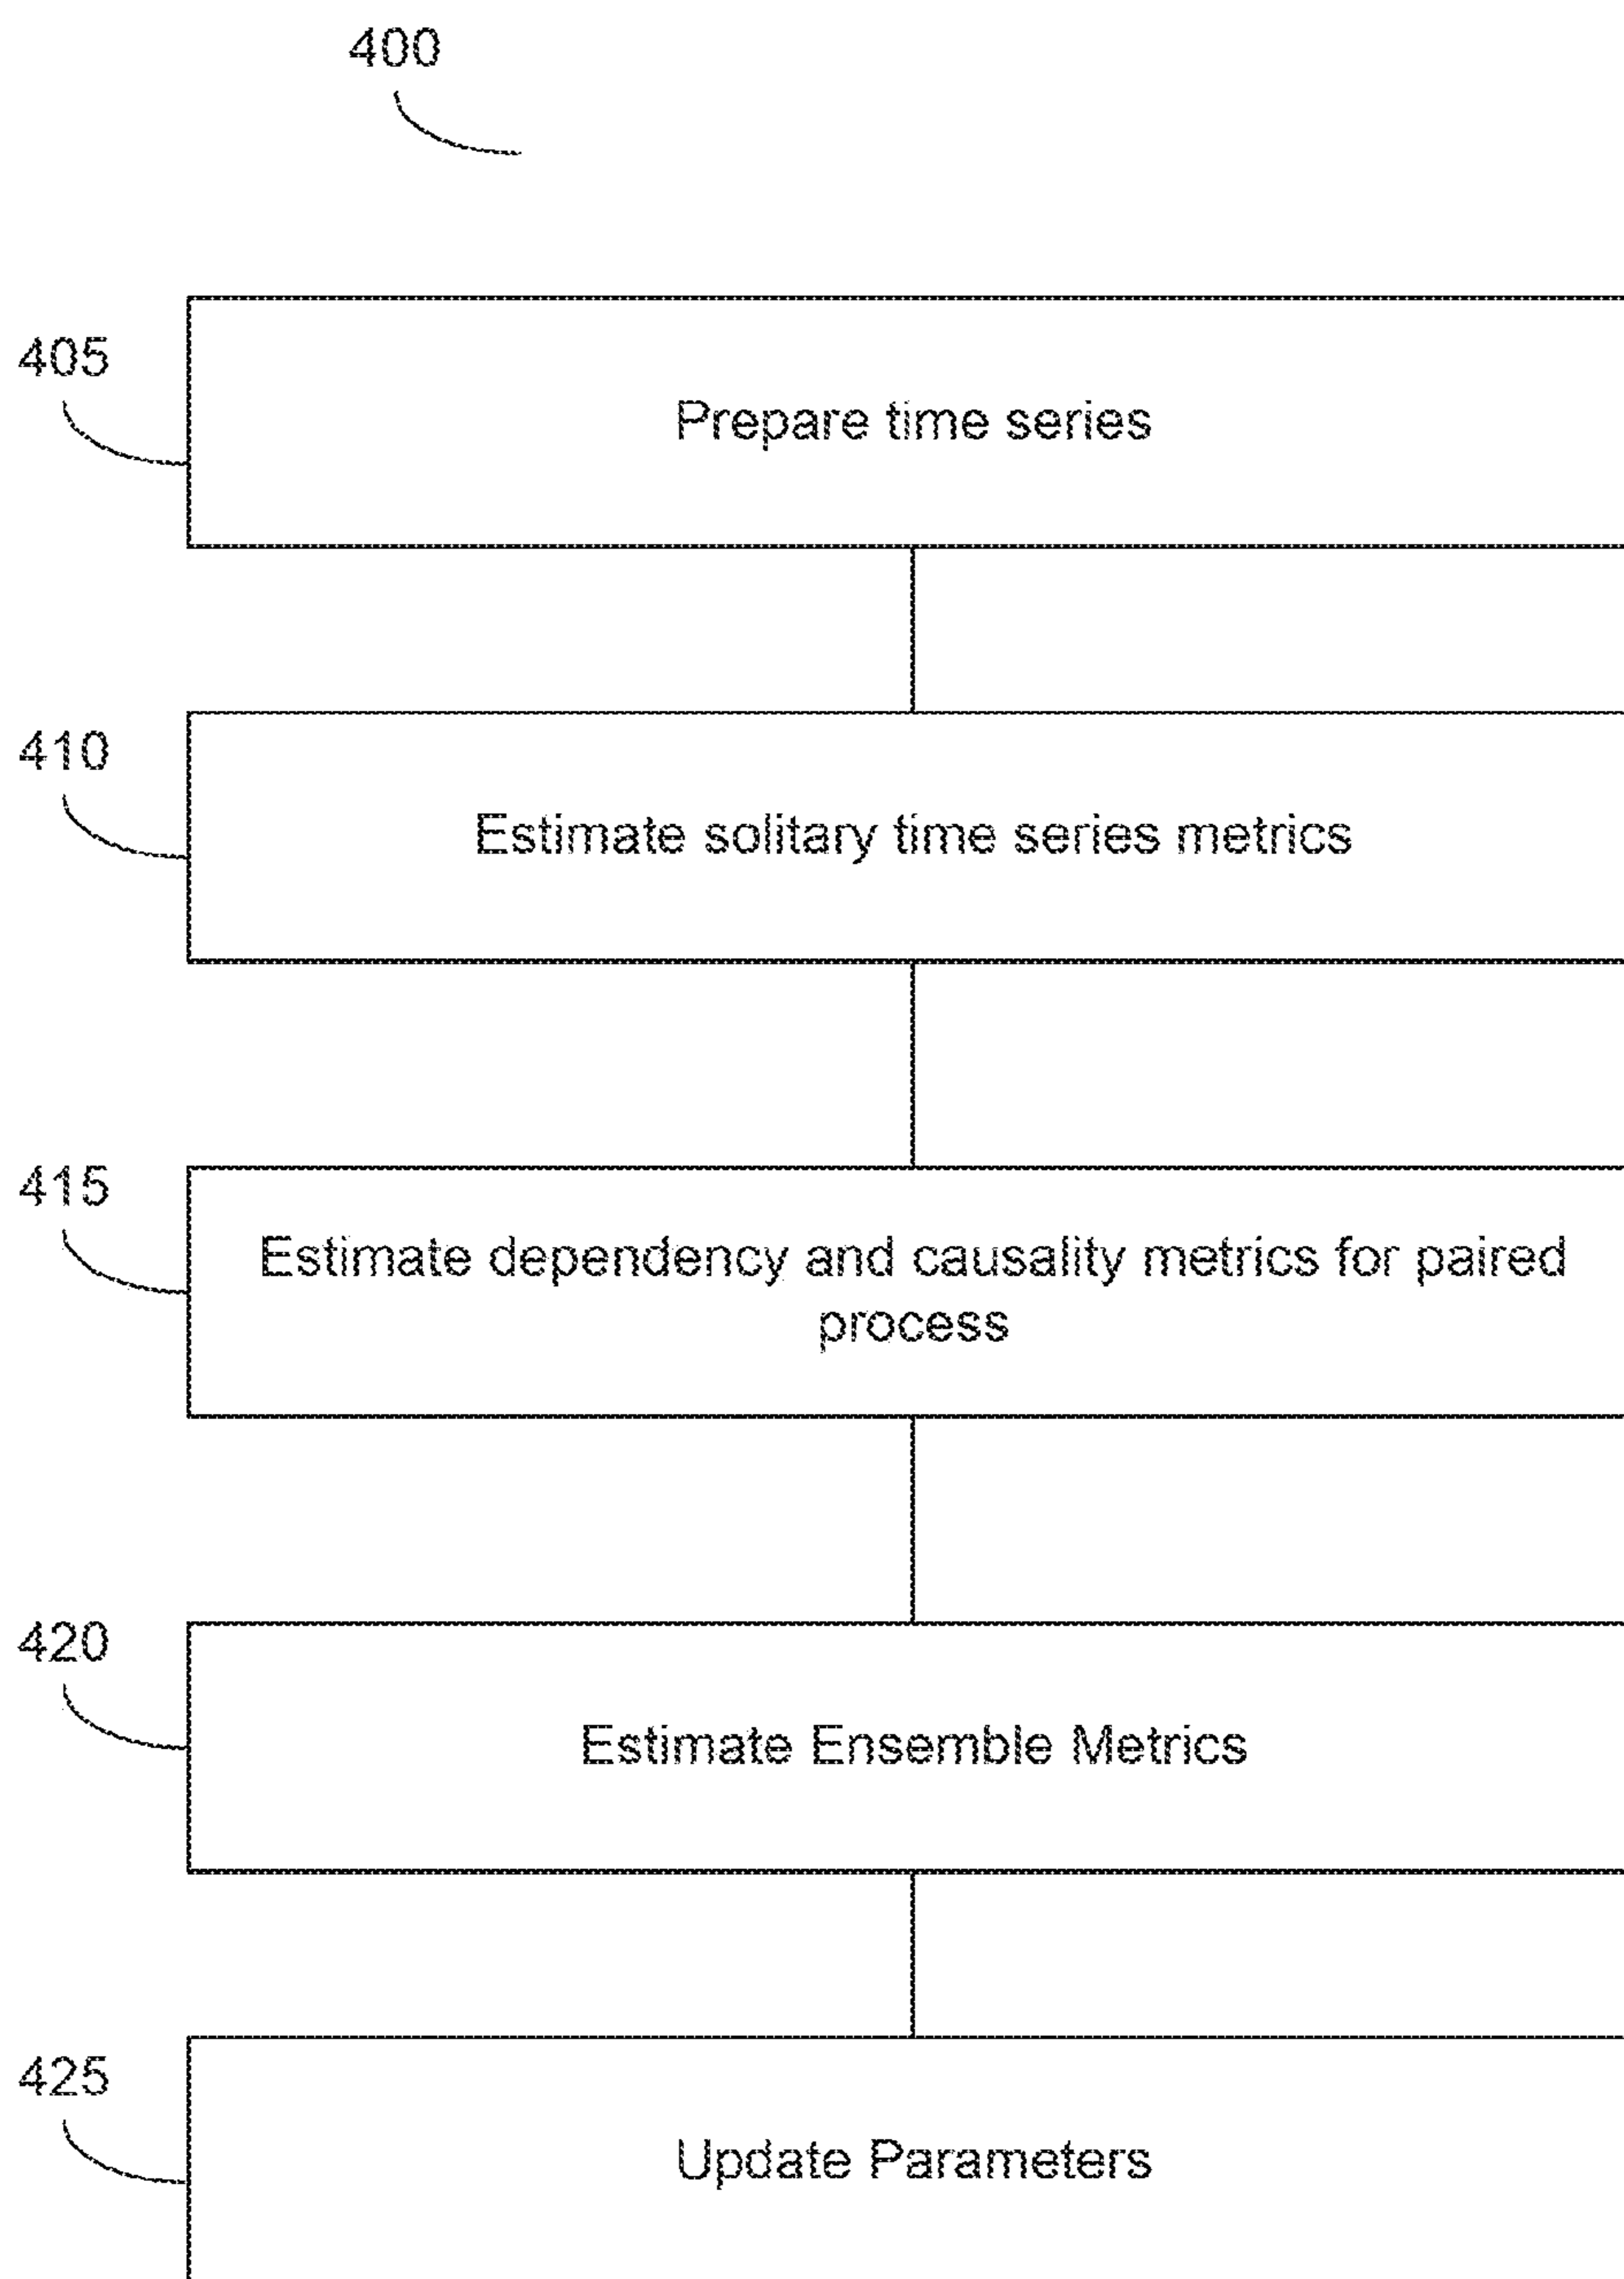 400
405
Prepare time series
410
Estimate solitary time series metrics
415
Estimate dependency and causality metrics for paired
process
420
Estimate Ensemble Metrics
425
Update Parameters